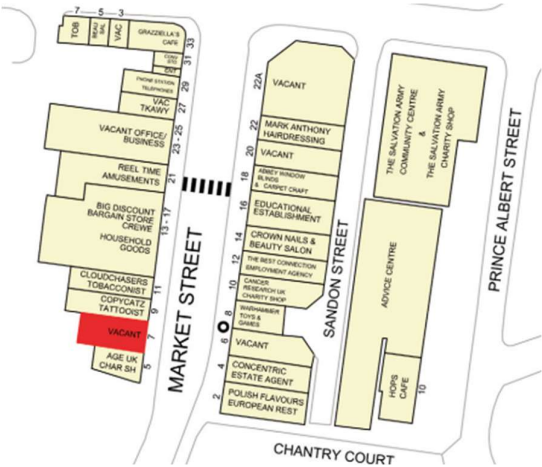 7
5
3
TOB
BEAU
SAL
VAC
GRAZZIELLA'S
CAFE
33
CONV
STO
31
ENT
PHONE STATION
TELEPHONES
29
VAC
TKAWY
27
VACANT OFFICE/
BUSINESS
23 - 25
REEL TIME
AMUSEMENTS
21
BIG DISCOUNT
BARGAIN STORE
CREWE
HOUSEHOLD
GOODS
13 - 17
CLOUDCHASERS
TOBACCONIST
11
COPYCATZ
TATTOOIST
9
VACANT
7
AGE UK
CHAR SH
5
MARKET STREET
22A
VACANT
22
MARK ANTHONY
HAIRDRESSING
20
VACANT
18
ABBEY WINDOW
BLINDS
& CARPET CRAFT
16
EDUCATIONAL
ESTABLISHMENT
14
CROWN NAILS &
BEAUTY SALON
12
THE BEST CONNECTION
EMPLOYMENT AGENCY
10
CANCER
RESEARCH UK
CHARITY SHOP
8
WARHAMMER
TOYS &
GAMES
6
VACANT
4
CONCENTRIC
ESTATE AGENT
2
POLISH FLAVOURS
EUROPEAN REST
SANDON STREET
THE SALVATION ARMY
COMMUNITY CENTRE
&
THE SALVATION ARMY
CHARITY SHOP
ADVICE CENTRE
HOPS
CAFE
10
PRINCE ALBERT STREET
CHANTRY COURT